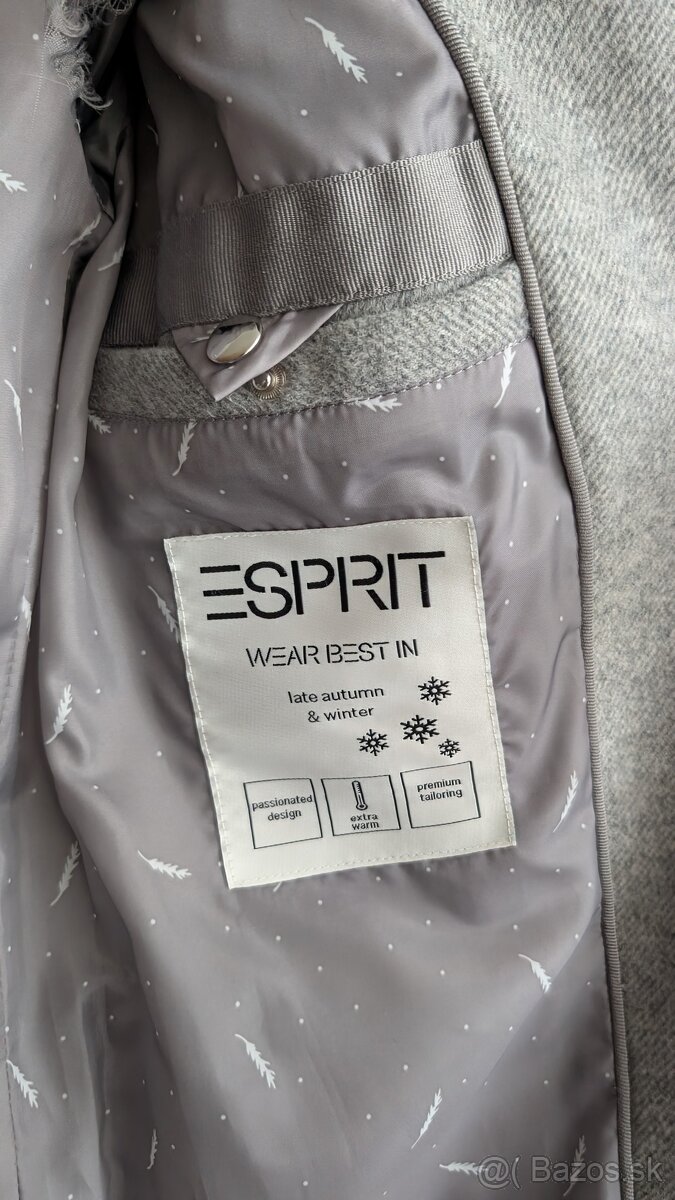 ESPRIT
WEAR BEST IN
late autumn
& winter
passionated
design
extra
warm
premium
tailoring
@( Bazos.sk